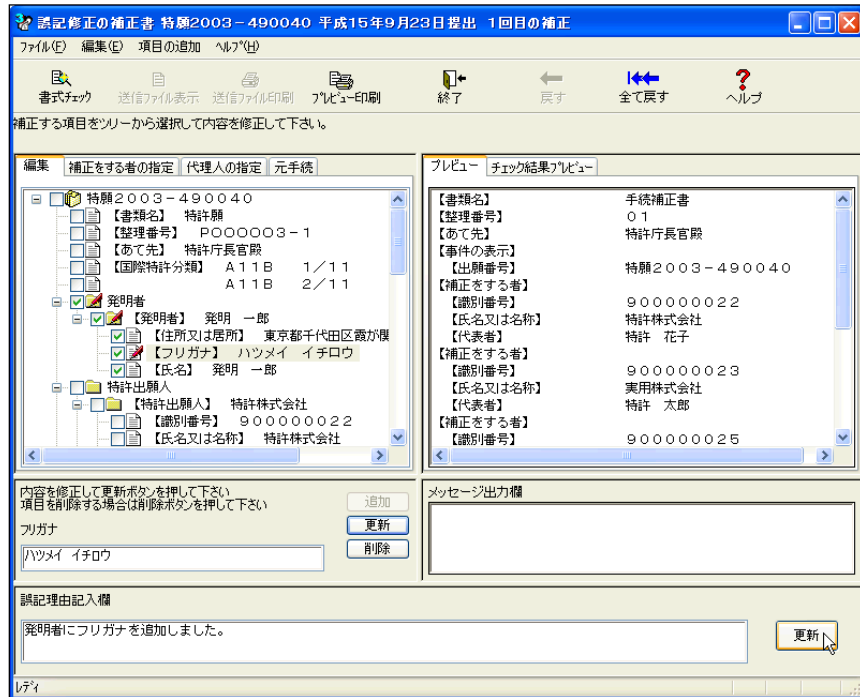 誤記修正の補正書 特願2003-490040 平成15年9月23日提出 1回目の補正
ファイル(F) 編集(E) 項目の追加 ヘルプ(H)
書式チェック 送信ファイル表示 送信ファイル印刷 プレビュー印刷 終了 戻す 全て戻す ヘルプ
補正する項目をツリーから選択して内容を修正して下さい。
編集 補正をする者の指定 代理人の指定 元手続
特願2003-490040
【書類名】 特許願
【整理番号】 P000003-1
【あて先】 特許庁長官殿
【国際特許分類】 A11B 1/11
A11B 2/11
発明者
【発明者】 発明 一郎
【住所又は居所】 東京都千代田区霞が
【フリガナ】 ハツメイ イチロウ
【氏名】 発明 一郎
特許出願人
【特許出願人】 特許株式会社
【識別番号】 900000022
【氏名又は名称】 特許株式会社
プレビュー チェック結果プレビュー
【書類名】 手続補正書
【整理番号】 01
【あて先】 特許庁長官殿
【事件の表示】
【出願番号】 特願2003-490040
【補正をする者】
【識別番号】 900000022
【氏名又は名称】 特許株式会社
【代表者】 特許 花子
【補正をする者】
【識別番号】 900000023
【氏名又は名称】 実用株式会社
【代表者】 特許 太郎
【補正をする者】
【識別番号】 900000025
内容を修正して更新ボタンを押して下さい
項目を削除する場合は削除ボタンを押して下さい
追加
フリガナ
更新
ハツメイ イチロウ
削除
メッセージ出力欄
誤記理由記入欄
発明者にフリガナを追加しました。
更新
レディ